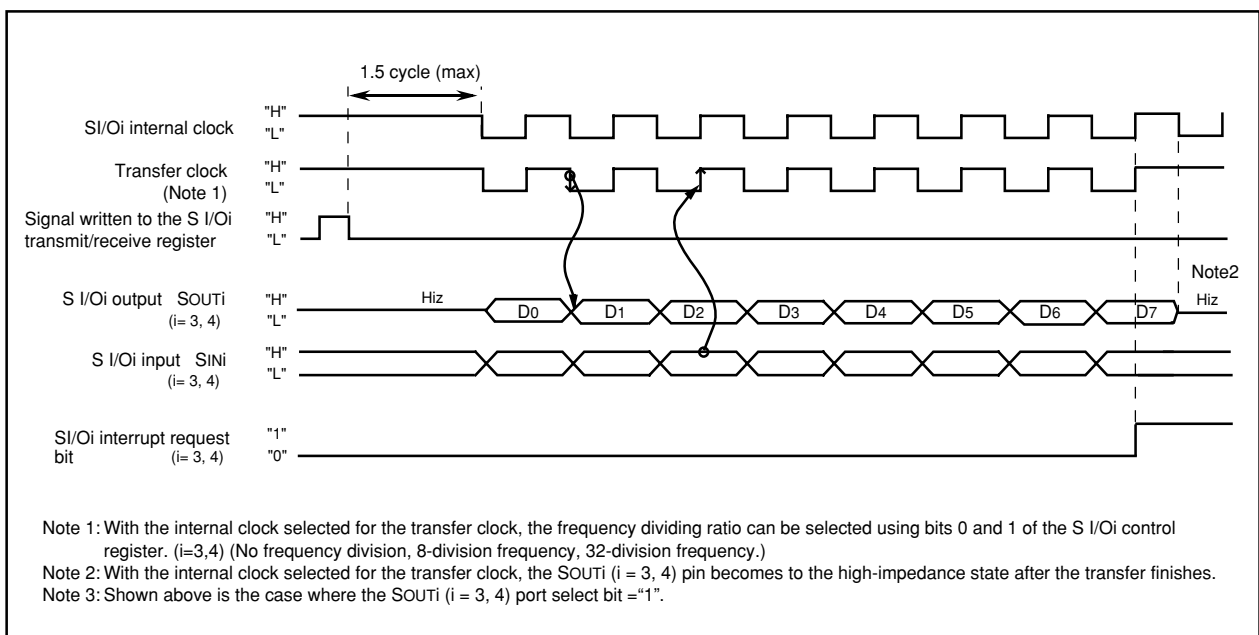 1.5 cycle (max)
SI/Oi internal clock "H" "L"
Transfer clock
(Note 1) "H" "L"
Signal written to the S I/Oi
transmit/receive register "H" "L"
Note2
S I/Oi output SOUTi
(i= 3, 4) "H" "L" Hiz D0 D1 D2 D3 D4 D5 D6 D7 Hiz
S I/Oi input SINi
(i= 3, 4) "H" "L"
SI/Oi interrupt request
bit (i= 3, 4) "1" "0"
Note 1: With the internal clock selected for the transfer clock, the frequency dividing ratio can be selected using bits 0 and 1 of the S I/Oi control
register. (i=3,4) (No frequency division, 8-division frequency, 32-division frequency.)
Note 2: With the internal clock selected for the transfer clock, the SOUTi (i = 3, 4) pin becomes to the high-impedance state after the transfer finishes.
Note 3: Shown above is the case where the SOUTi (i = 3, 4) port select bit =“1”.